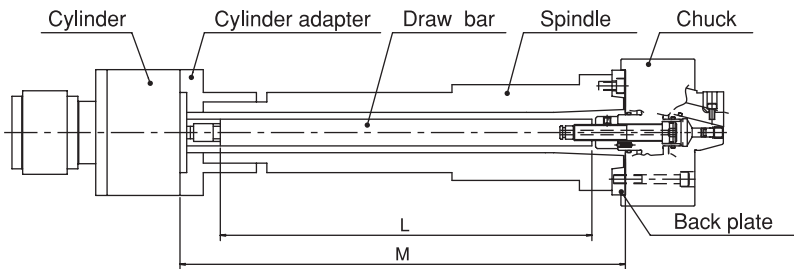 Cylinder
Cylinder adapter
Draw bar
Spindle
Chuck
Back plate
L
M